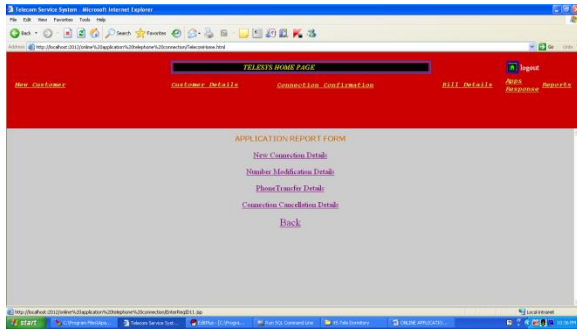 Telecom Service System - Microsoft Internet Explorer
File Edit View Favorites Tools Help
Back Search Favorites
Address http://localhost:2012/online%20application%20telephone%20connection/TelecomHome.html Go Links
TELESYS HOME PAGE
logout
New Customer Customer Details Connection Confirmation Bill Details Apps Response Reports
APPLICATION REPORT FORM
New Connection Details
Number Modification Details
PhoneTransfer Details
Connection Cancellation Details
Back
Local intranet
start Telecom Service Syst... Run SQL Command Line ONLINE APPLICATIO...